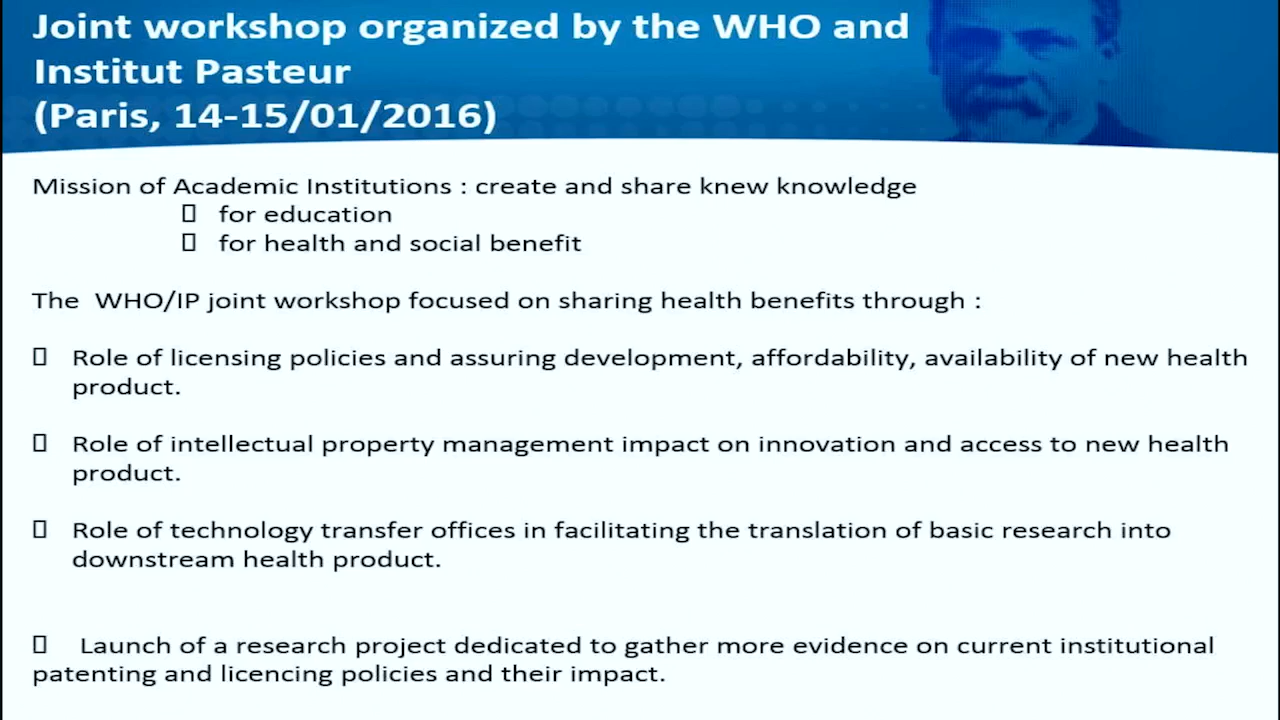 Joint workshop organized by the WHO and
Institut Pasteur
(Paris, 14-15/01/2016)
Mission of Academic Institutions : create and share knew knowledge
for education
for health and social benefit
The WHO/IP joint workshop focused on sharing health benefits through :
Role of licensing policies and assuring development, affordability, availability of new health
product.
Role of intellectual property management impact on innovation and access to new health
product.
Role of technology transfer offices in facilitating the translation of basic research into
downstream health product.
Launch of a research project dedicated to gather more evidence on current institutional
patenting and licencing policies and their impact.